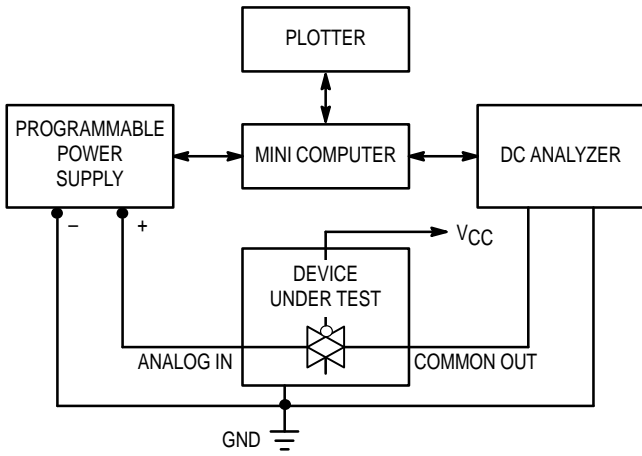 PLOTTER
PROGRAMMABLE
POWER
SUPPLY
MINI COMPUTER
DC ANALYZER
– +
VCC
DEVICE
UNDER TEST
ANALOG IN
COMMON OUT
GND